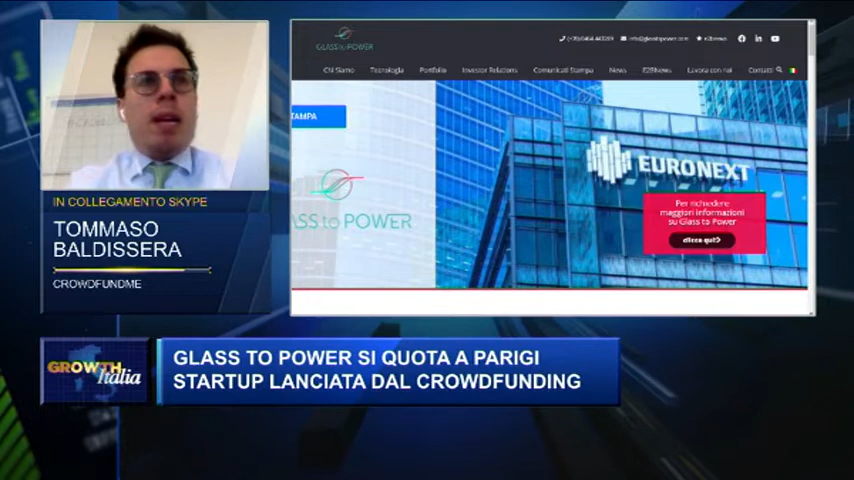 GLASS to POWER
Chi Siamo Tecnologia Portfolio Investor Relations Comunicati Stampa News E2BNews Lavora con noi Contatti
TAMPA
EURONEXT
ASS to POWER
Per richiedere
maggiori informazioni
su Glass to Power
clicca qui>
IN COLLEGAMENTO SKYPE
TOMMASO
BALDISSERA
CROWDFUNDME
GROWTH
Italia
GLASS TO POWER SI QUOTA A PARIGI
STARTUP LANCIATA DAL CROWDFUNDING